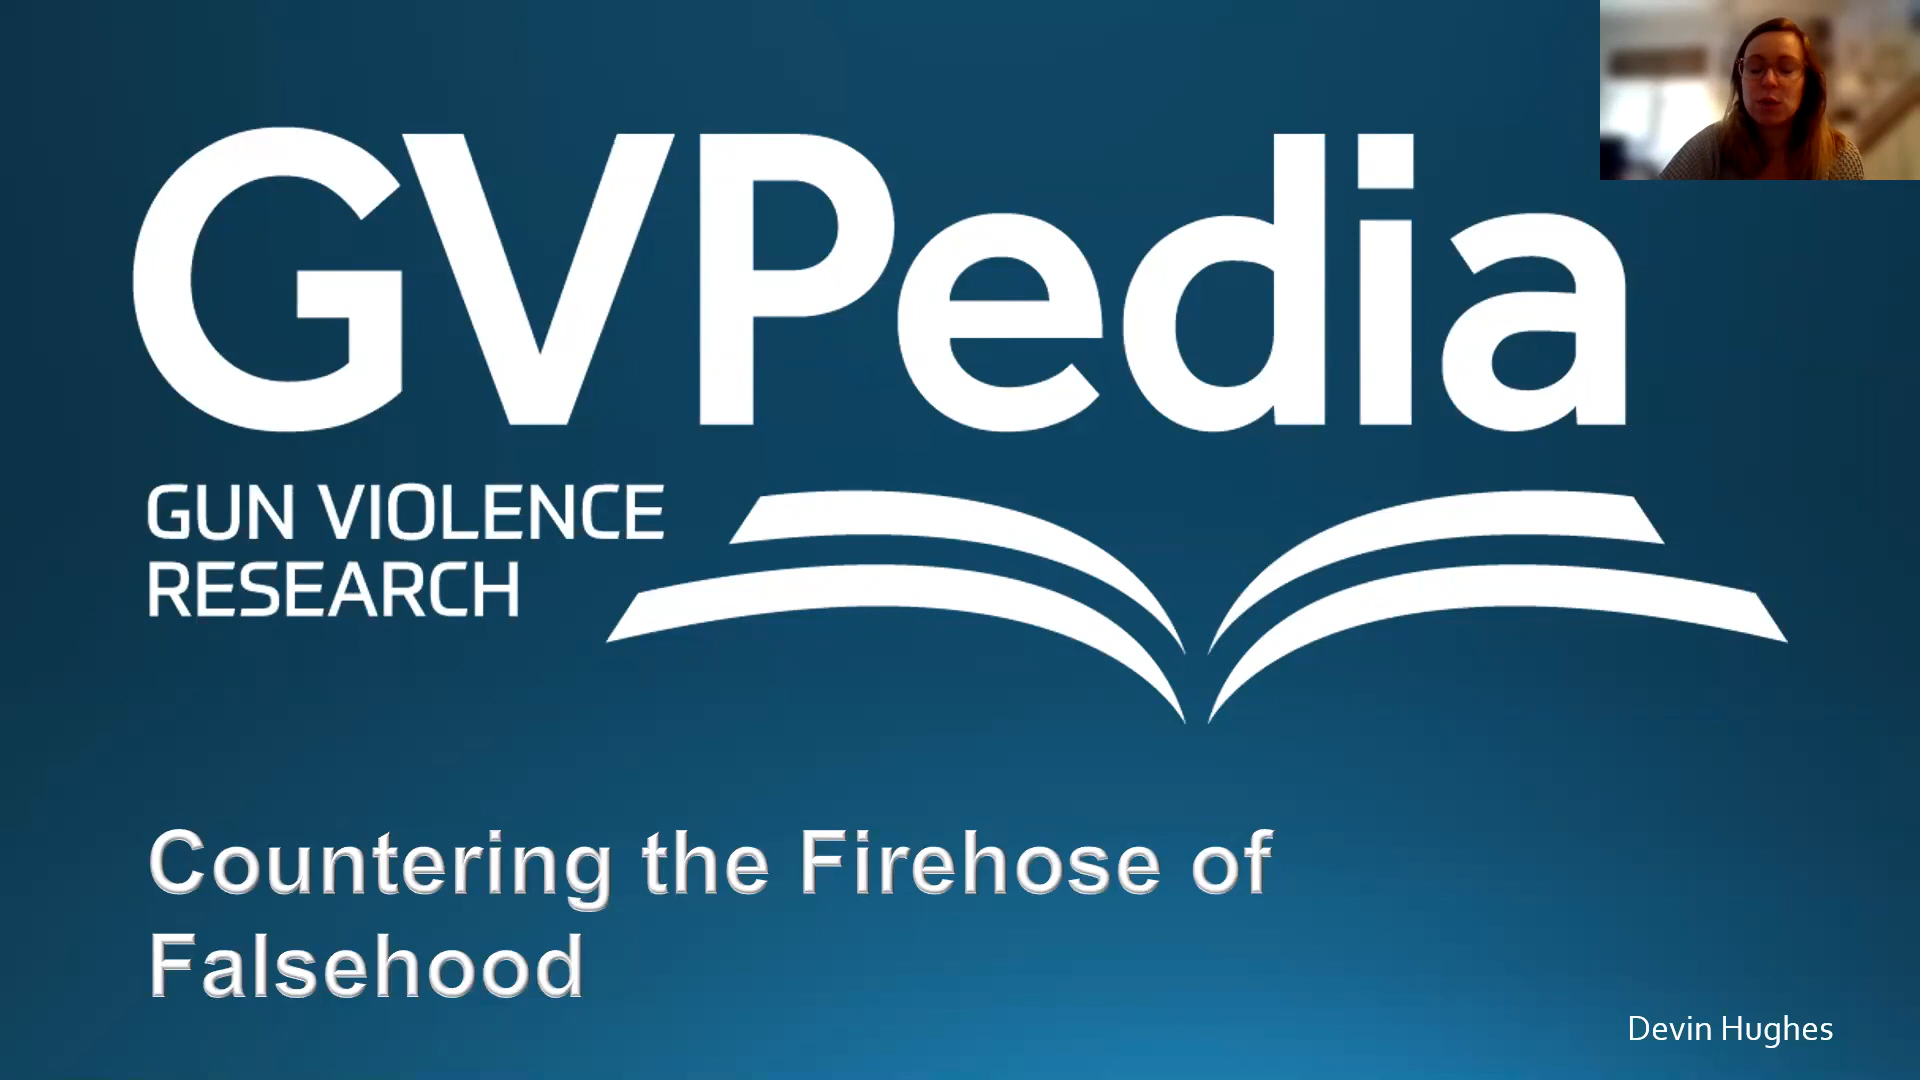 GVPedia
GUN VIOLENCE
RESEARCH
Countering the Firehose of
Falsehood
Devin Hughes